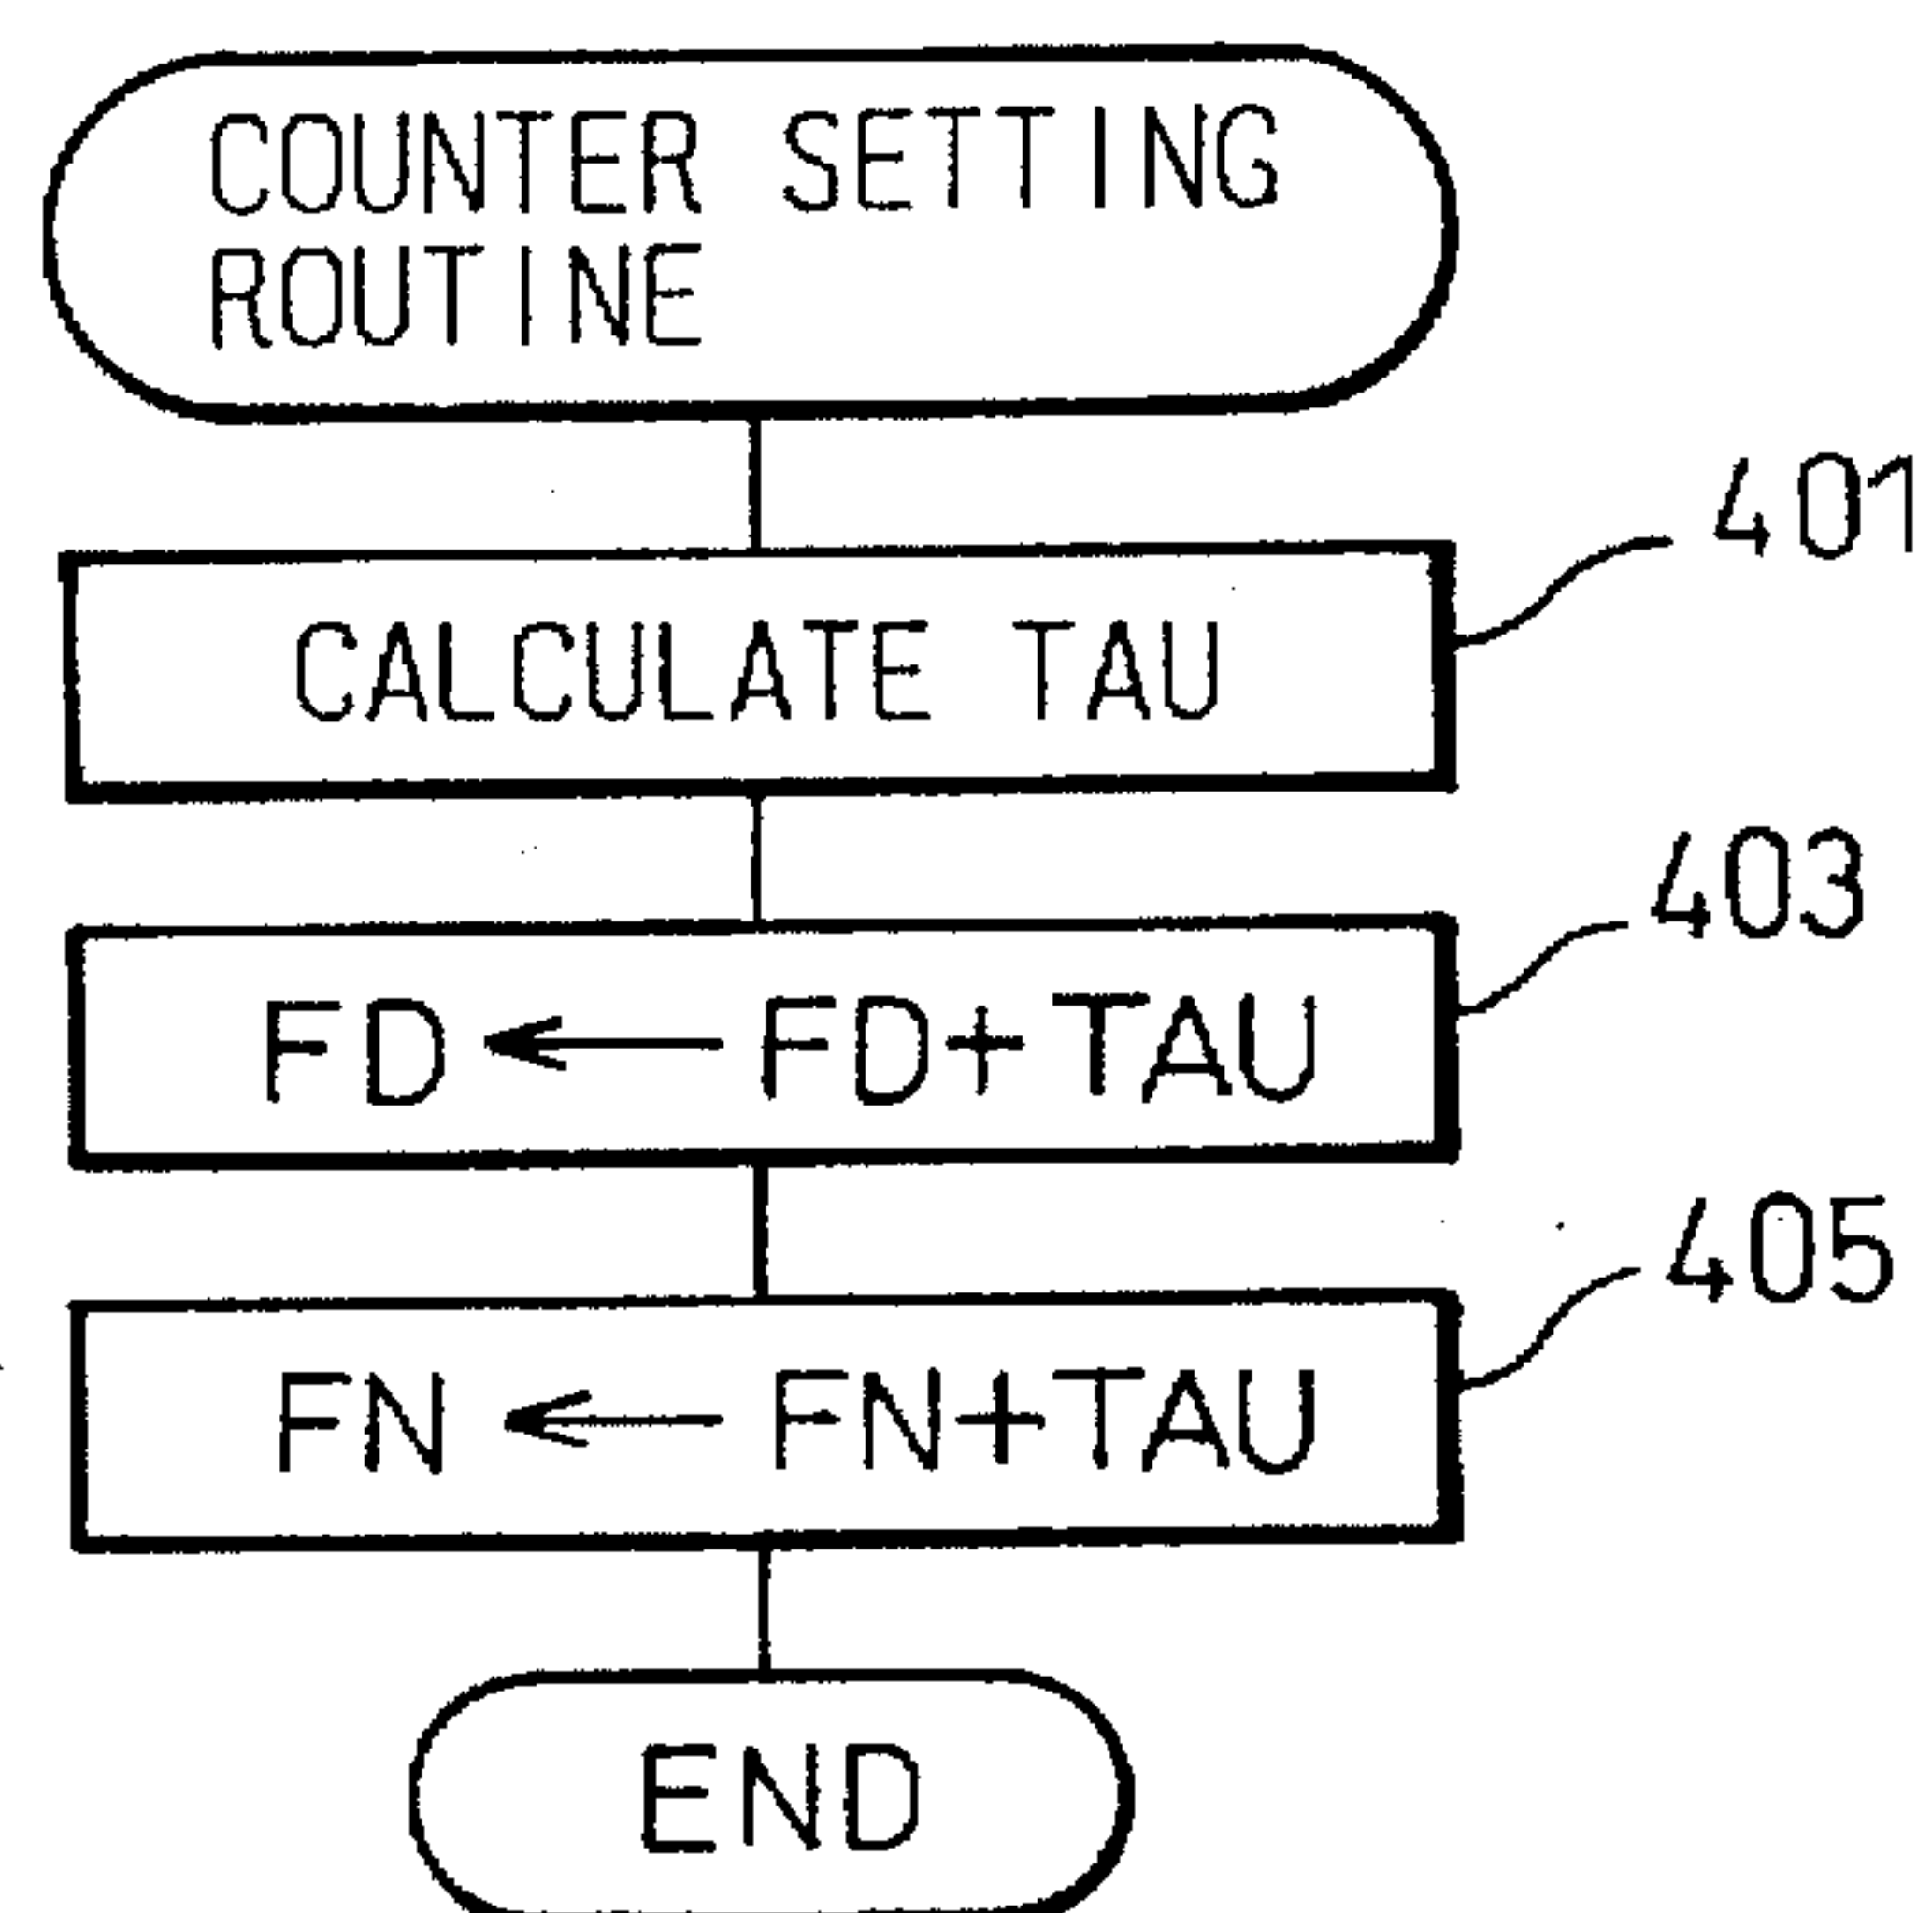 COUNTER SETTING
ROUTINE
401
CALCULATE TAU
403
FD ← FD+TAU
405
FN ← FN+TAU
END